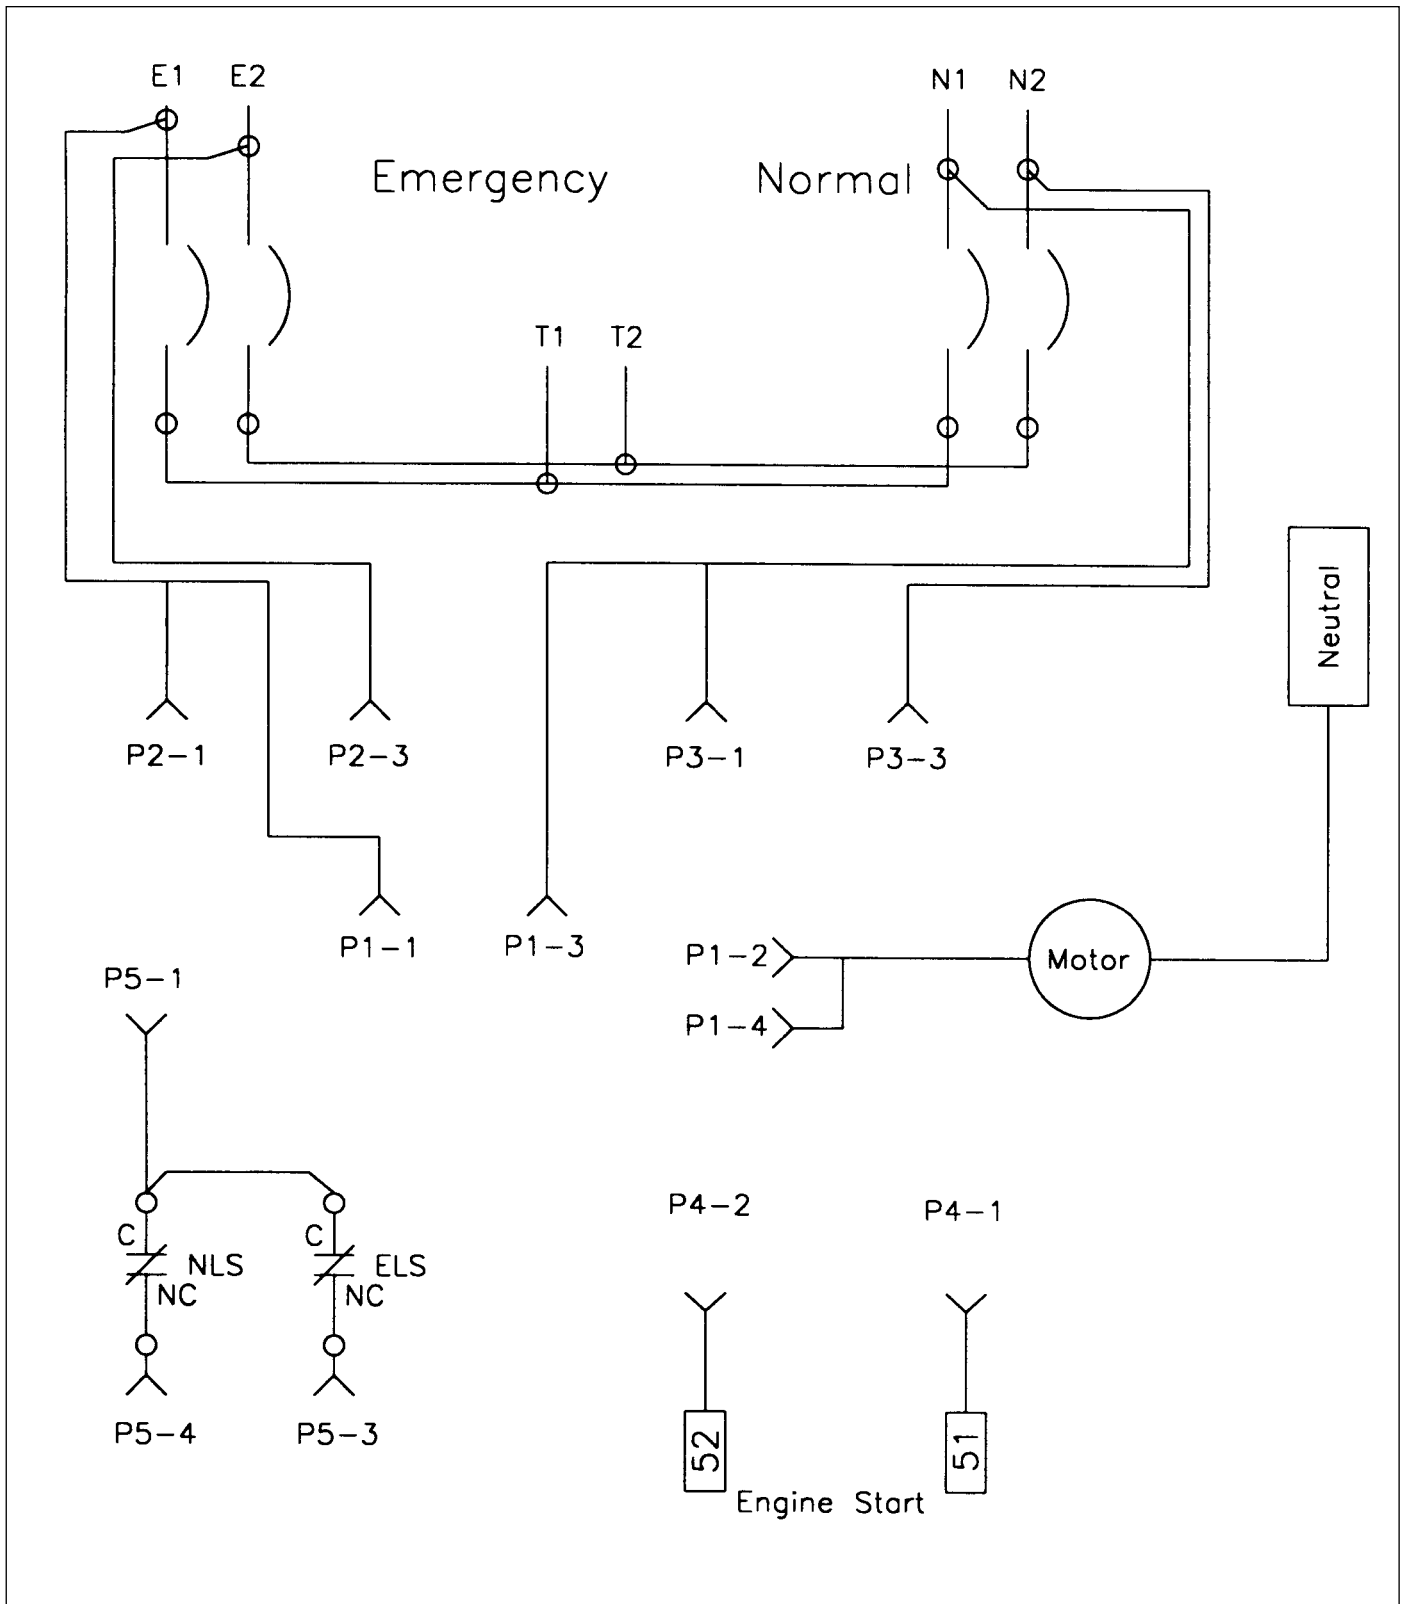 E1 E2 N1 N2
Emergency Normal
T1 T2
Neutral
P2-1 P2-3 P3-1 P3-3
P1-1 P1-3 P1-2 Motor
P5-1
P1-4
P4-2 P4-1
C NLS C ELS
NC NC
P5-4 P5-3 52 51
Engine Start